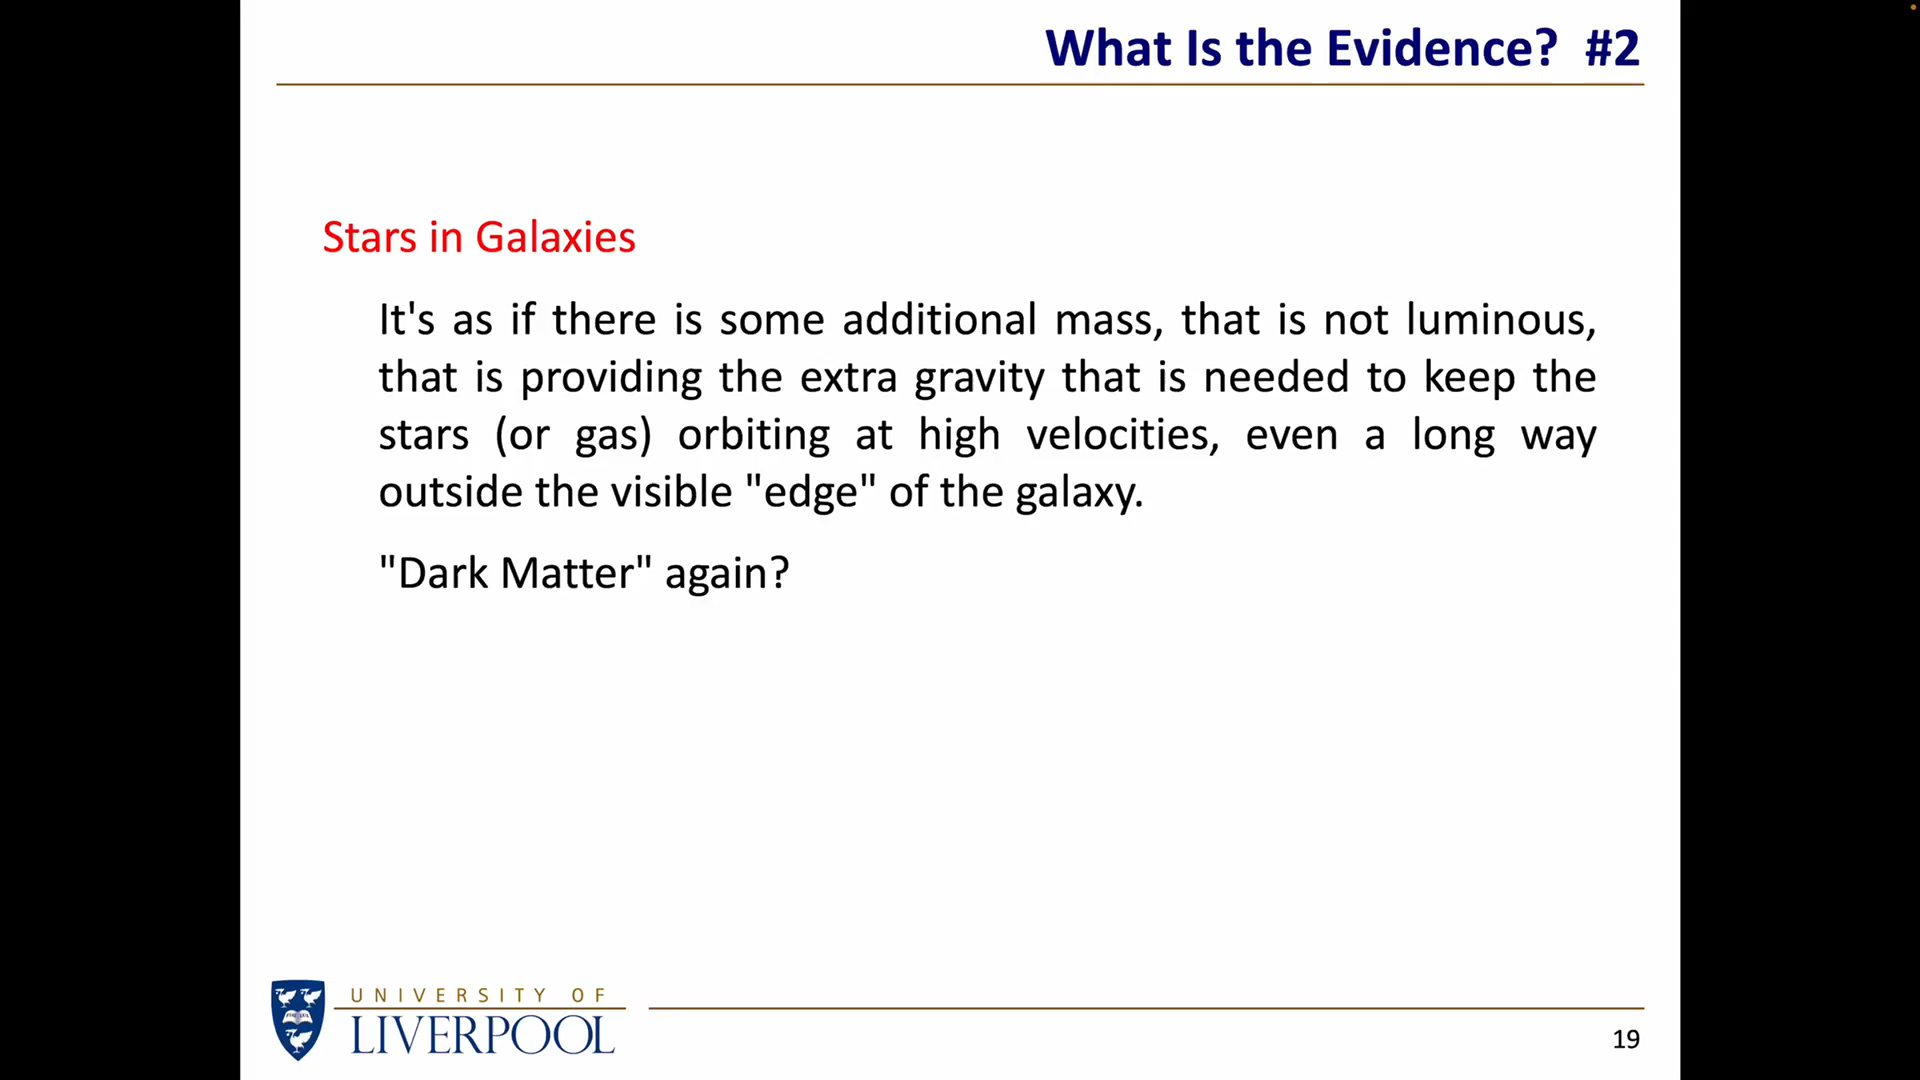 What Is the Evidence? #2
Stars in Galaxies
It's as if there is some additional mass, that is not luminous,
that is providing the extra gravity that is needed to keep the
stars (or gas) orbiting at high velocities, even a long way
outside the visible "edge" of the galaxy.
"Dark Matter" again?
UNIVERSITY OF
LIVERPOOL
19